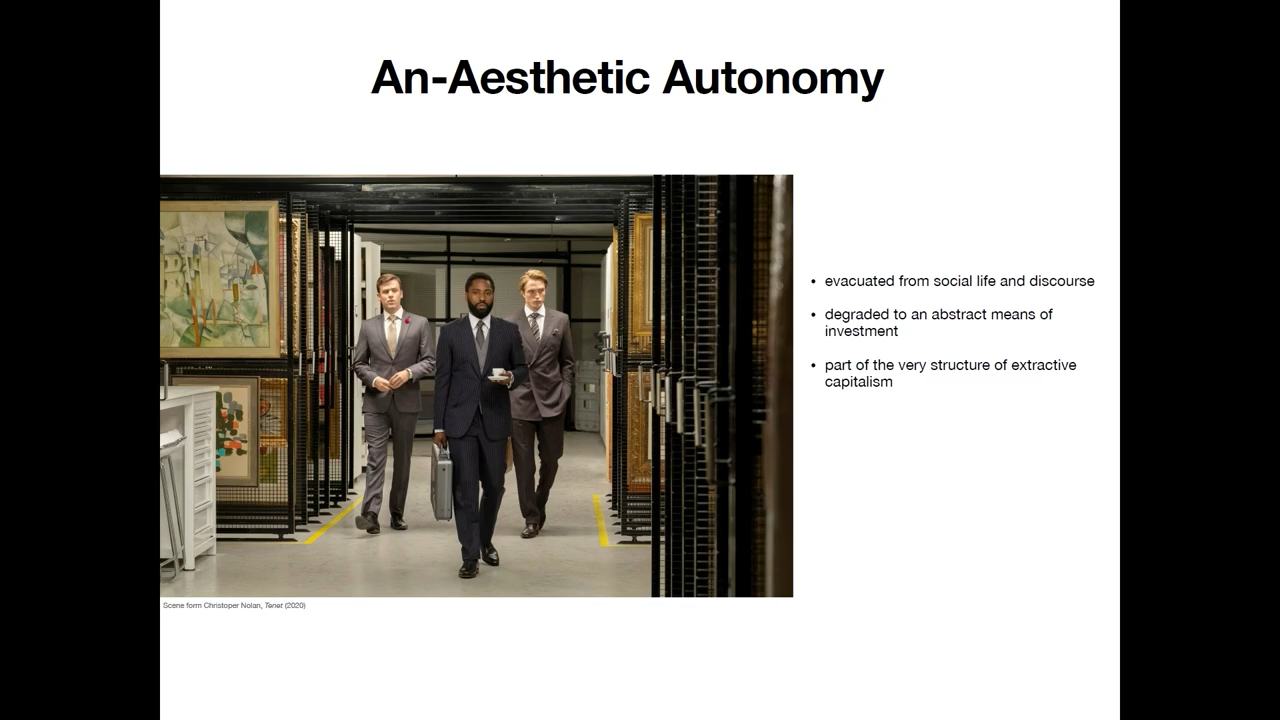 An-Aesthetic Autonomy
• evacuated from social life and discourse
• degraded to an abstract means of
investment
• part of the very structure of extractive
capitalism
Scene form Christoper Nolan, Tenet (2020)